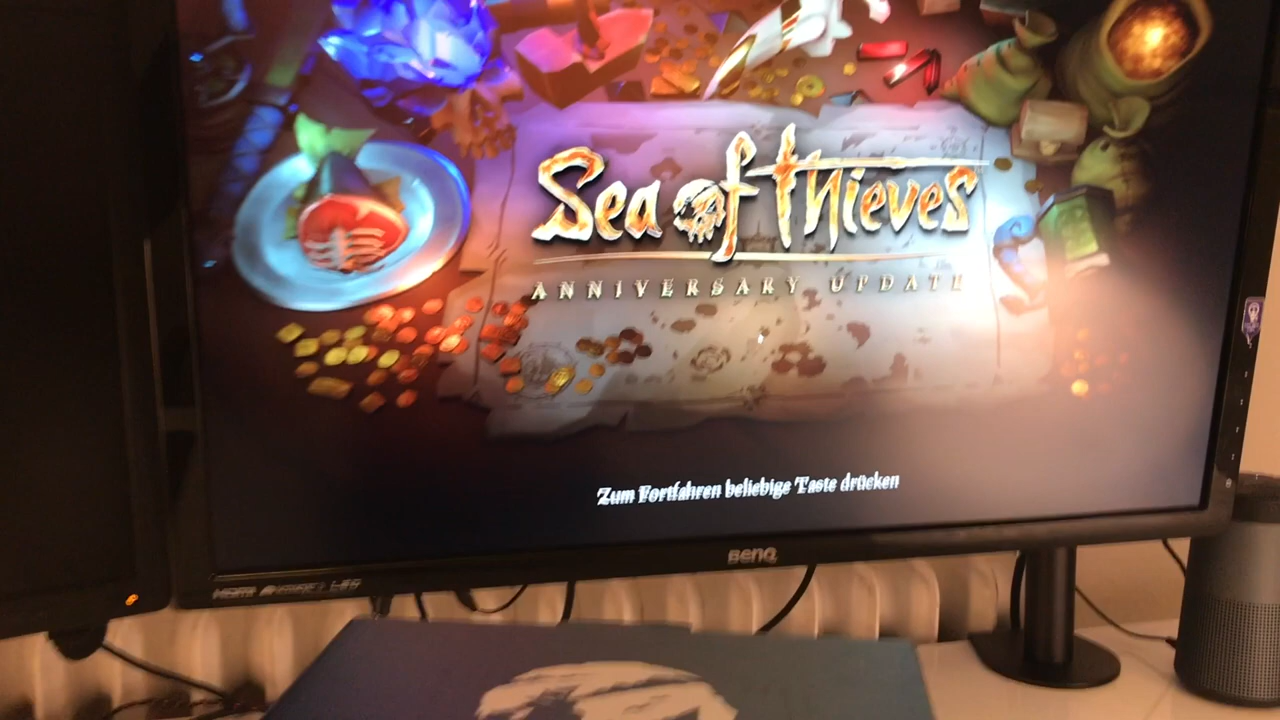 Sea of Thieves
ANNIVERSARY UPDATE
Zum Fortfahren beliebige Taste drücken
BenQ